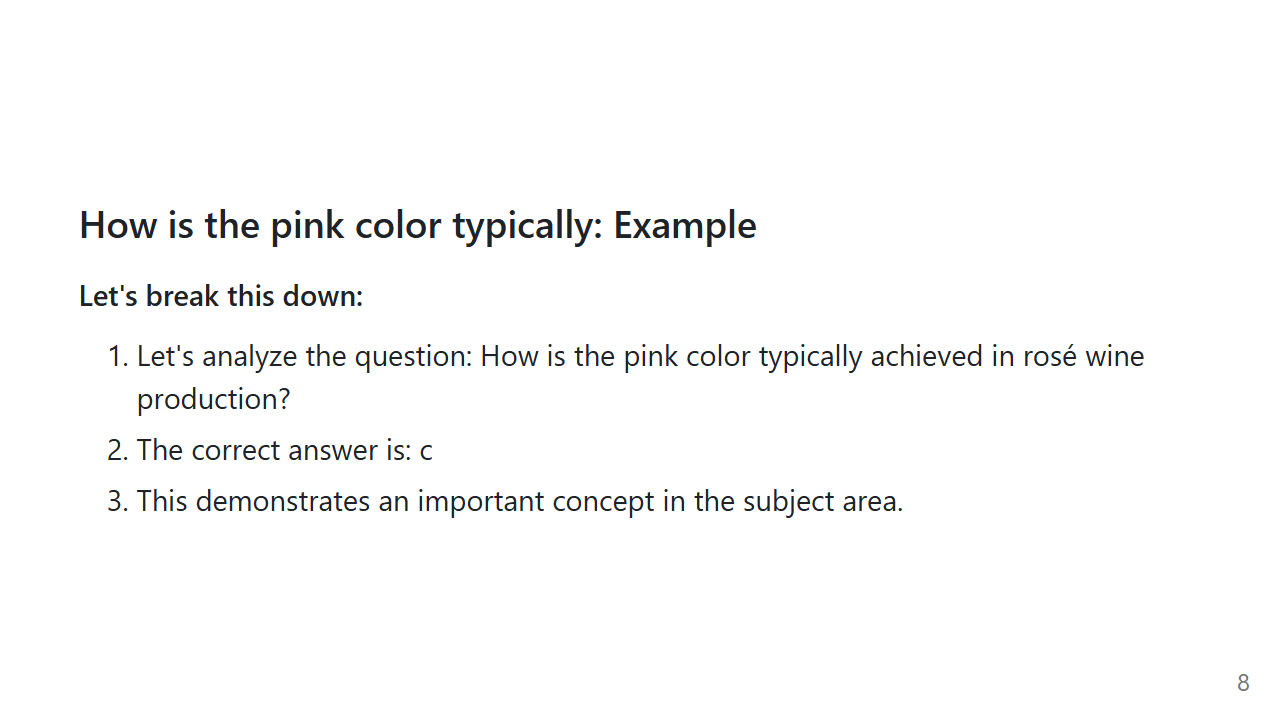 How is the pink color typically: Example
Let's break this down:
1. Let's analyze the question: How is the pink color typically achieved in rosé wine
production?
2. The correct answer is: c
3. This demonstrates an important concept in the subject area.
8